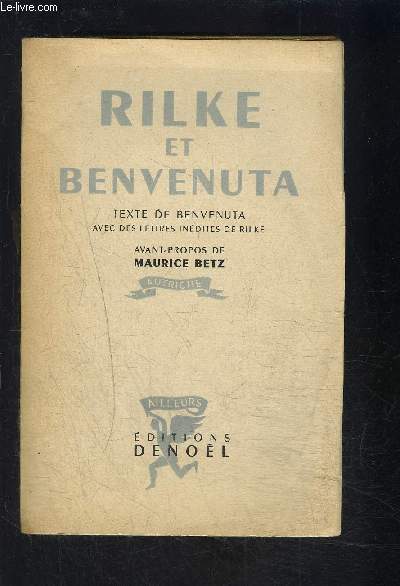 Le-livre.com
RILKE
ET
BENVENUTA
TEXTE DE BENVENUTA
AVEC DES LETTRES INÉDITES DE RILKE
AVANT-PROPOS DE
MAURICE BETZ
AUTRICHE
AILLEURS
ÉDITIONS
DENOËL